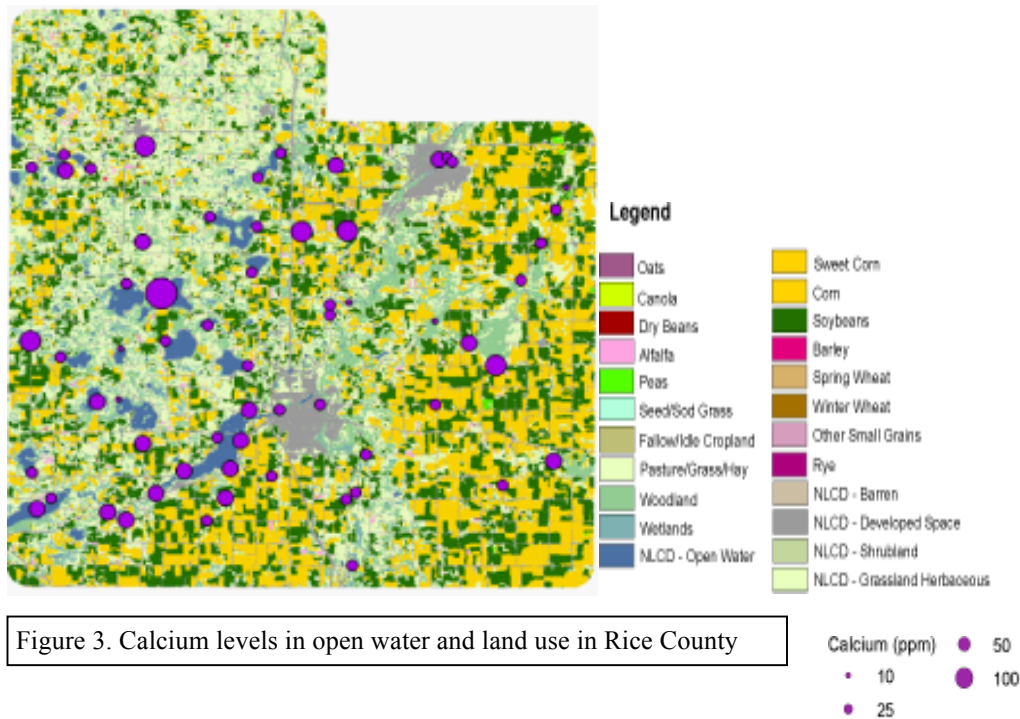 Legend
Oats
Canola
Dry Beans
Alfalfa
Peas
Seed/Sod Grass
Fallow/Idle Cropland
Pasture/Grass/Hay
Woodland
Wetlands
NLCD - Open Water
Sweet Corn
Corn
Soybeans
Barley
Spring Wheat
Winter Wheat
Other Small Grains
Rye
NLCD - Barren
NLCD - Developed Space
NLCD - Shrubland
NLCD - Grassland Herbaceous
Figure 3. Calcium levels in open water and land use in Rice County
Calcium (ppm)
10
25
50
100